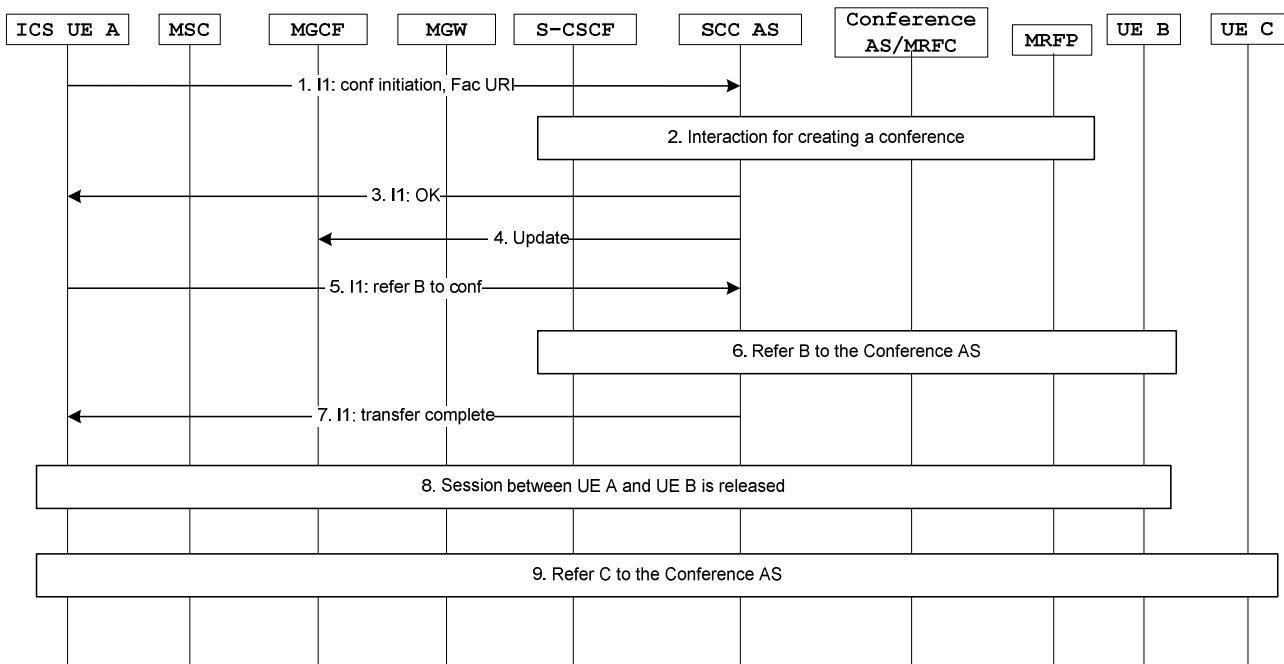 ICS UE A
MSC
MGCF
MGW
S-CSCF
SCC AS
Conference
AS/MRFC
MRFP
UE B
UE C
1. I1: conf initiation, Fac URI
2. Interaction for creating a conference
3. I1: OK
4. Update
5. I1: refer B to conf
6. Refer B to the Conference AS
7. I1: transfer complete
8. Session between UE A and UE B is released
9. Refer C to the Conference AS